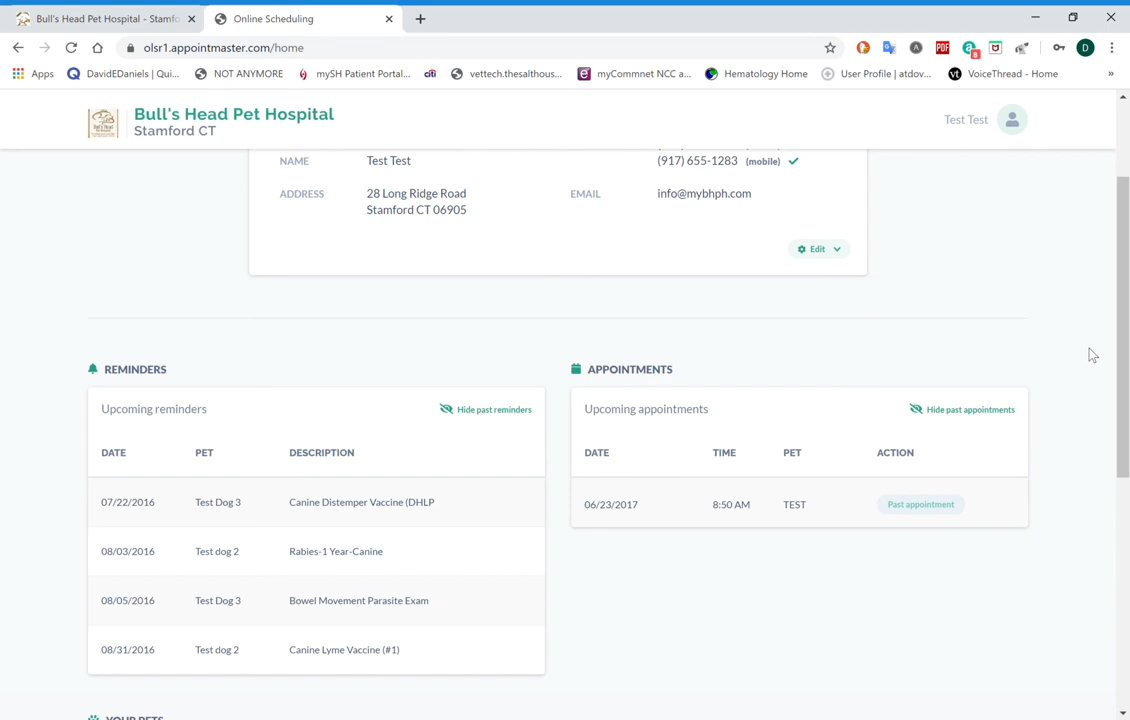 Bull's Head Pet Hospital - Stamfo
Online Scheduling
olsr1.appointmaster.com/home
A
PDF
a
8
D
Apps
DavidEDaniels | Qui...
NOT ANYMORE
mySH Patient Portal...
citi
vettech.thesalthous...
e
myCommnet NCC a...
Hematology Home
User Profile | atdov...
vt
VoiceThread - Home
»
Bull's Head Pet Hospital
Stamford CT
Test Test
NAME
Test Test
(917) 655-1283 (mobile)
ADDRESS
28 Long Ridge Road
Stamford CT 06905
EMAIL
info@mybhph.com
Edit
REMINDERS
Upcoming reminders
Hide past reminders
DATE PET DESCRIPTION
07/22/2016 Test Dog 3 Canine Distemper Vaccine (DHLP
08/03/2016 Test dog 2 Rabies-1 Year-Canine
08/05/2016 Test Dog 3 Bowel Movement Parasite Exam
08/31/2016 Test dog 2 Canine Lyme Vaccine (#1)
APPOINTMENTS
Upcoming appointments
Hide past appointments
DATE TIME PET ACTION
06/23/2017 8:50 AM TEST Past appointment
YOUR PETS